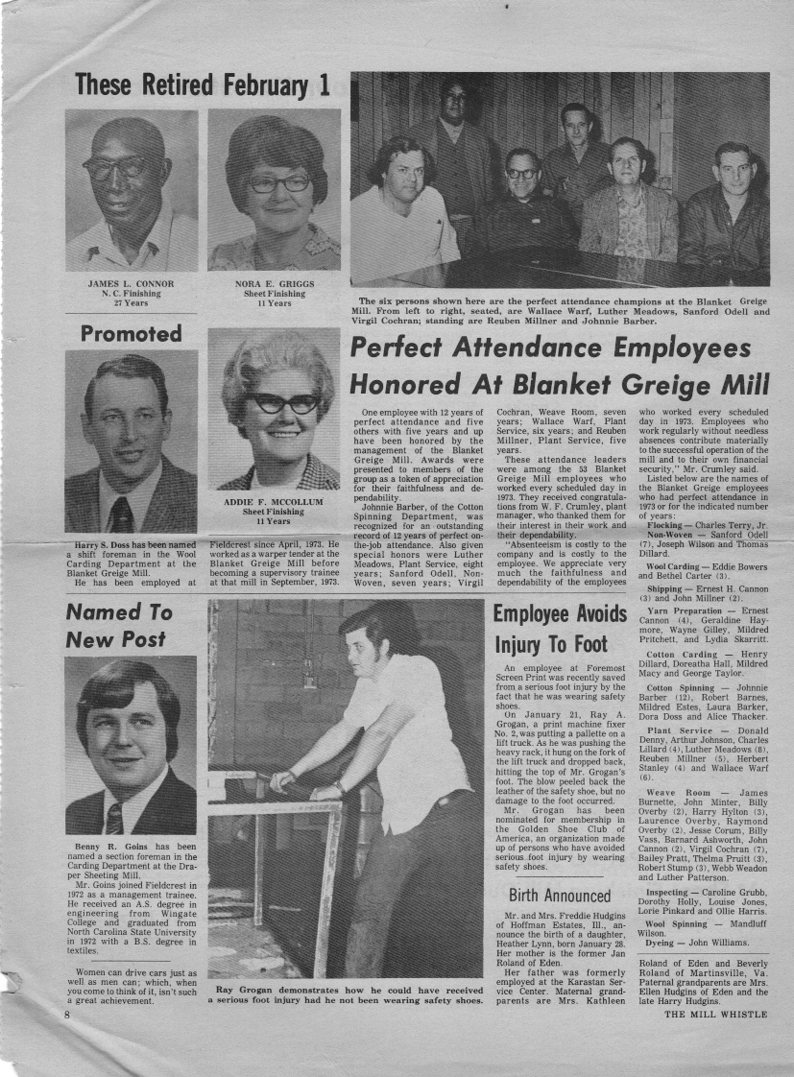 These Retired February 1
JAMES L. CONNOR
N. C. Finishing
27 Years
NORA E. GRIGGS
Sheet Finishing
11 Years
The six persons shown here are the perfect attendance champions at the Blanket Greige
Mill. From left to right, seated, are Wallace Warf, Luther Meadows, Sanford Odell and
Virgil Cochran; standing are Reuben Millner and Johnnie Barber.
Promoted
ADDIE F. MCCOLLUM
Sheet Finishing
11 Years
Harry S. Doss has been named
a shift foreman in the Wool
Carding Department at the
Blanket Greige Mill.
He has been employed at
Fieldcrest since April, 1973. He
worked as a warper tender at the
Blanket Greige Mill before
becoming a supervisory trainee
at that mill in September, 1973.
Perfect Attendance Employees
Honored At Blanket Greige Mill
One employee with 12 years of
perfect attendance and five
others with five years and up
have been honored by the
management of the Blanket
Greige Mill. Awards were
presented to members of the
group as a token of appreciation
for their faithfulness and de-
pendability.
Johnnie Barber, of the Cotton
Spinning Department, was
recognized for an outstanding
record of 12 years of perfect on-
the-job attendance. Also given
special honors were Luther
Meadows, Plant Service, eight
years; Sanford Odell, Non-
Woven, seven years; Virgil
Cochran, Weave Room, seven
years; Wallace Warf, Plant
Service, six years; and Reuben
Millner, Plant Service, five
years.
These attendance leaders
were among the 53 Blanket
Greige Mill employees who
worked every scheduled day in
1973. They received congratula-
tions from W. F. Crumley, plant
manager, who thanked them for
their interest in their work and
their dependability.
"Absenteeism is costly to the
company and is costly to the
employee. We appreciate very
much the faithfulness and
dependability of the employees
who worked every scheduled
day in 1973. Employees who
work regularly without needless
absences contribute materially
to the successful operation of the
mill and to their own financial
security," Mr. Crumley said.
Listed below are the names of
the Blanket Greige employees
who had perfect attendance in
1973 or for the indicated number
of years:
Flocking — Charles Terry, Jr.
Non-Woven — Sanford Odell
(7), Joseph Wilson and Thomas
Dillard.
Wool Carding — Eddie Bowers
and Bethel Carter (3).
Shipping — Ernest H. Cannon
(3) and John Millner (2).
Yarn Preparation — Ernest
Cannon (4), Geraldine Hay-
more, Wayne Gilley, Mildred
Pritchett, and Lydia Skarritt.
Cotton Carding — Henry
Dillard, Doreatha Hall, Mildred
Macy and George Taylor.
Cotton Spinning — Johnnie
Barber (12), Robert Barnes,
Mildred Estes, Laura Barker,
Dora Doss and Alice Thacker.
Plant Service — Donald
Denny, Arthur Johnson, Charles
Lillard (4), Luther Meadows (8),
Reuben Millner (5), Herbert
Stanley (4) and Wallace Warf
(6).
Weave Room — James
Burnette, John Minter, Billy
Overby (2), Harry Hylton (3),
Laurence Overby, Raymond
Overby (2), Jesse Corum, Billy
Vass, Barnard Ashworth, John
Cannon (2), Virgil Cochran (7),
Bailey Pratt, Thelma Pruitt (3),
Robert Stump (3), Webb Weadon
and Luther Patterson.
Inspecting — Caroline Grubb,
Dorothy Holly, Louise Jones,
Lorie Pinkard and Ollie Harris.
Wool Spinning — Mandluff
Wilson.
Dyeing — John Williams.
Named To
New Post
Benny R. Goins has been
named a section foreman in the
Carding Department at the Dra-
per Sheeting Mill.
Mr. Goins joined Fieldcrest in
1972 as a management trainee.
He received an A.S. degree in
engineering from Wingate
College and graduated from
North Carolina State University
in 1972 with a B.S. degree in
textiles.
Women can drive cars just as
well as men can; which, when
you come to think of it, isn't such
a great achievement.
Ray Grogan demonstrates how he could have received
a serious foot injury had he not been wearing safety shoes.
Employee Avoids
Injury To Foot
An employee at Foremost
Screen Print was recently saved
from a serious foot injury by the
fact that he was wearing safety
shoes.
On January 21, Ray A.
Grogan, a print machine fixer
No. 2, was putting a pallette on a
lift truck. As he was pushing the
heavy rack, it hung on the fork of
the lift truck and dropped back,
hitting the top of Mr. Grogan's
foot. The blow peeled back the
leather of the safety shoe, but no
damage to the foot occurred.
Mr. Grogan has been
nominated for membership in
the Golden Shoe Club of
America, an organization made
up of persons who have avoided
serious foot injury by wearing
safety shoes.
Birth Announced
Mr. and Mrs. Freddie Hudgins
of Hoffman Estates, Ill., an-
nounce the birth of a daughter,
Heather Lynn, born January 28.
Her mother is the former Jan
Roland of Eden.
Her father was formerly
employed at the Karastan Ser-
vice Center. Maternal grand-
parents are Mrs. Kathleen
Roland of Eden and Beverly
Roland of Martinsville, Va.
Paternal grandparents are Mrs.
Ellen Hudgins of Eden and the
late Harry Hudgins.
8
THE MILL WHISTLE